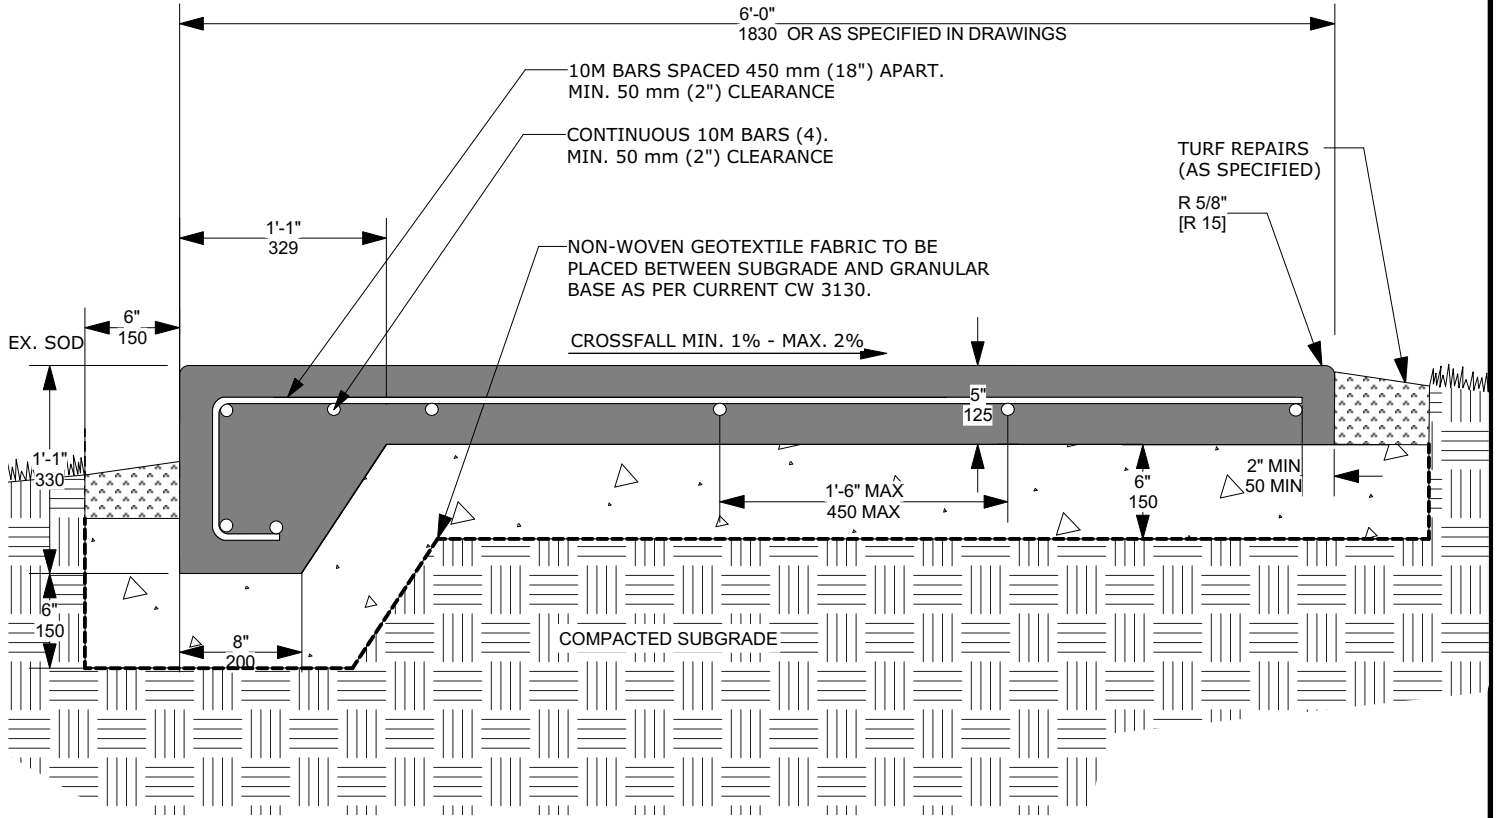 6'-0"
1830 OR AS SPECIFIED IN DRAWINGS
10M BARS SPACED 450 mm (18") APART.
MIN. 50 mm (2") CLEARANCE
CONTINUOUS 10M BARS (4).
MIN. 50 mm (2") CLEARANCE
TURF REPAIRS
(AS SPECIFIED)
R 5/8"
[R 15]
1'-1"
329
NON-WOVEN GEOTEXTILE FABRIC TO BE
PLACED BETWEEN SUBGRADE AND GRANULAR
BASE AS PER CURRENT CW 3130.
6"
150
EX. SOD
CROSSFALL MIN. 1% - MAX. 2%
5"
125
1'-1"
330
2" MIN
50 MIN
6"
150
1'-6" MAX
450 MAX
6"
150
8"
200
COMPACTED SUBGRADE